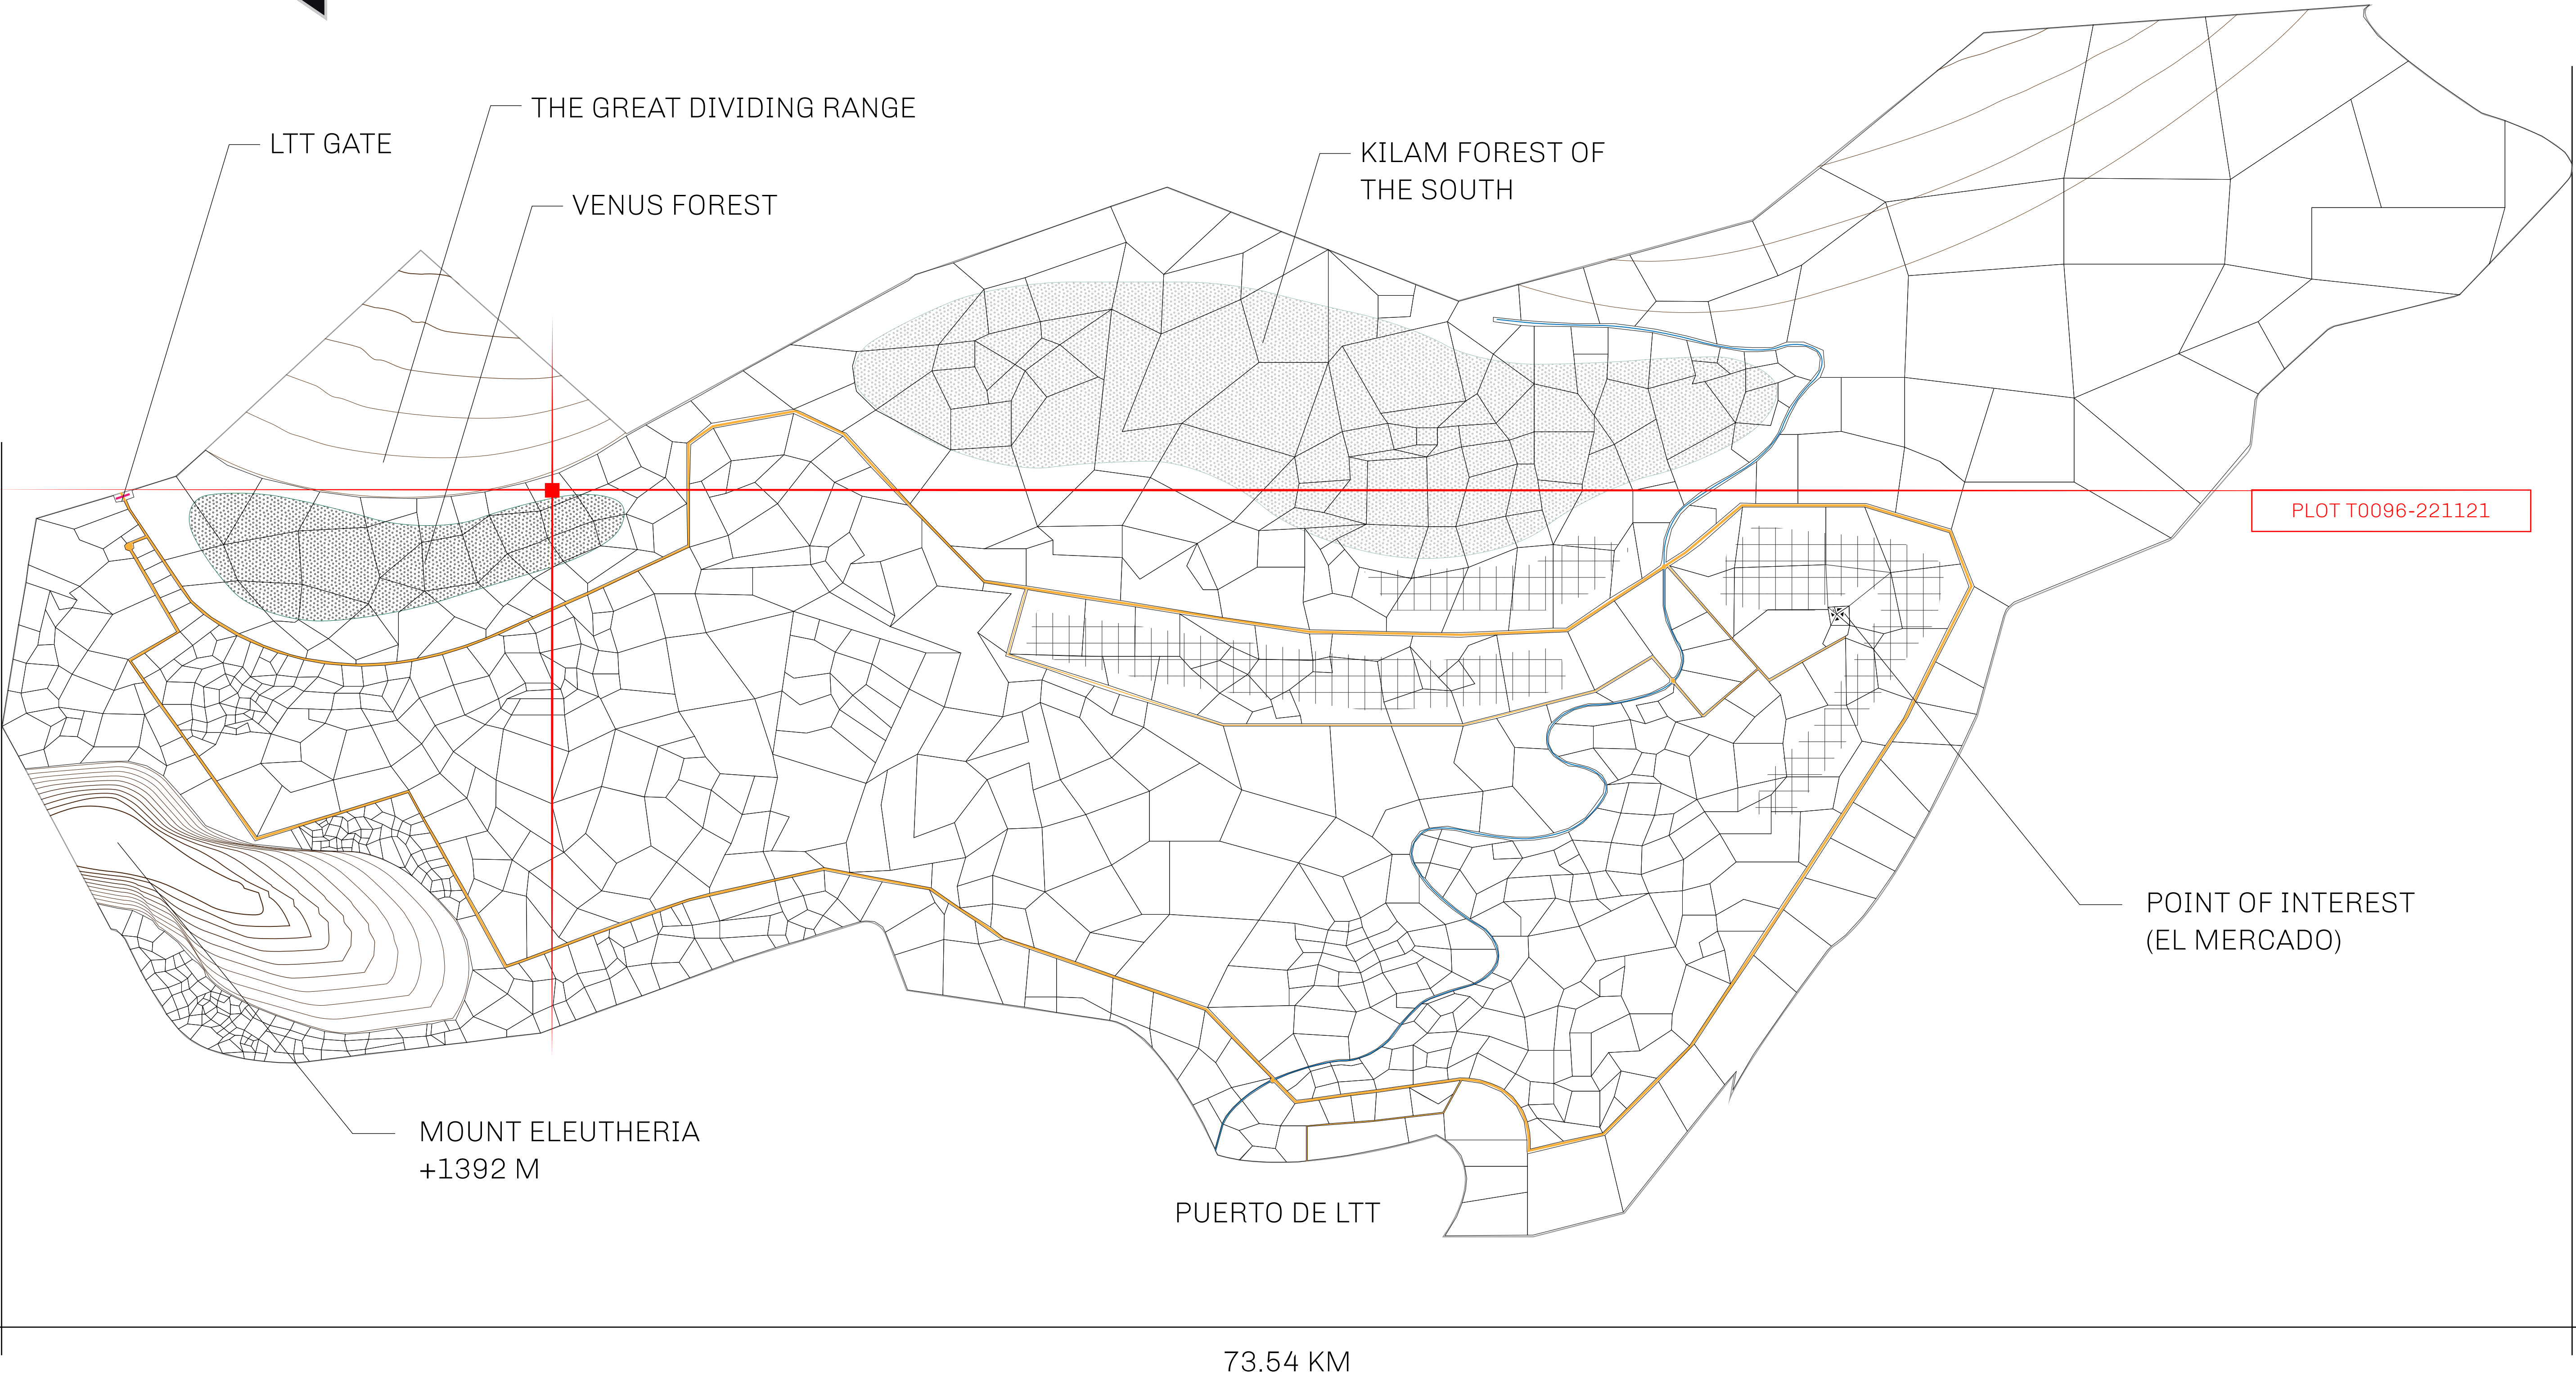 THE GREAT DIVIDING RANGE
LTT GATE
KILAM FOREST OF
THE SOUTH
VENUS FOREST
PLOT T0096-221121
POINT OF INTEREST
(EL MERCADO)
MOUNT ELEUTHERIA
+1392 M
PUERTO DE LTT
73.54 KM